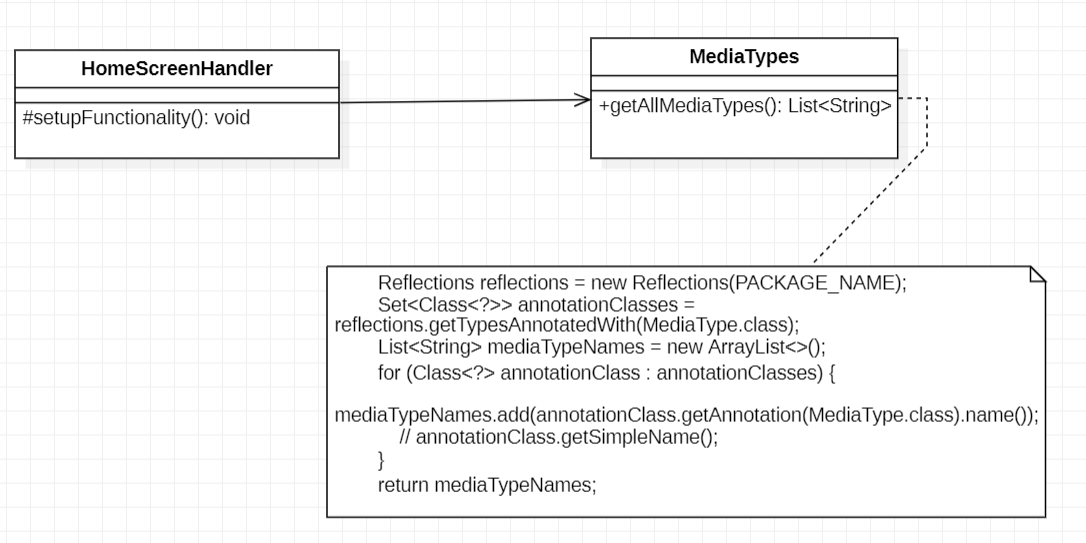 HomeScreenHandler
#setupFunctionality(): void
MediaTypes
+getAllMediaTypes(): List<String>
Reflections reflections = new Reflections(PACKAGE_NAME);
Set<Class<?>> annotationClasses =
reflections.getTypesAnnotatedWith(MediaType.class);
List<String> mediaTypeNames = new ArrayList<>();
for (Class<?> annotationClass : annotationClasses) {
mediaTypeNames.add(annotationClass.getAnnotation(MediaType.class).name());
// annotationClass.getSimpleName();
}
return mediaTypeNames;